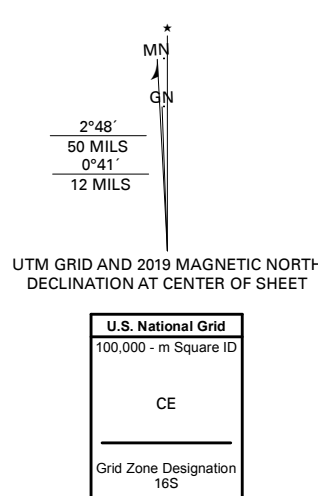 MN
GN
2°48´
50 MILS
0°41´
12 MILS
UTM GRID AND 2019 MAGNETIC NORTH
DECLINATION AT CENTER OF SHEET
U.S. National Grid
100,000 - m Square ID
CE
Grid Zone Designation
16S